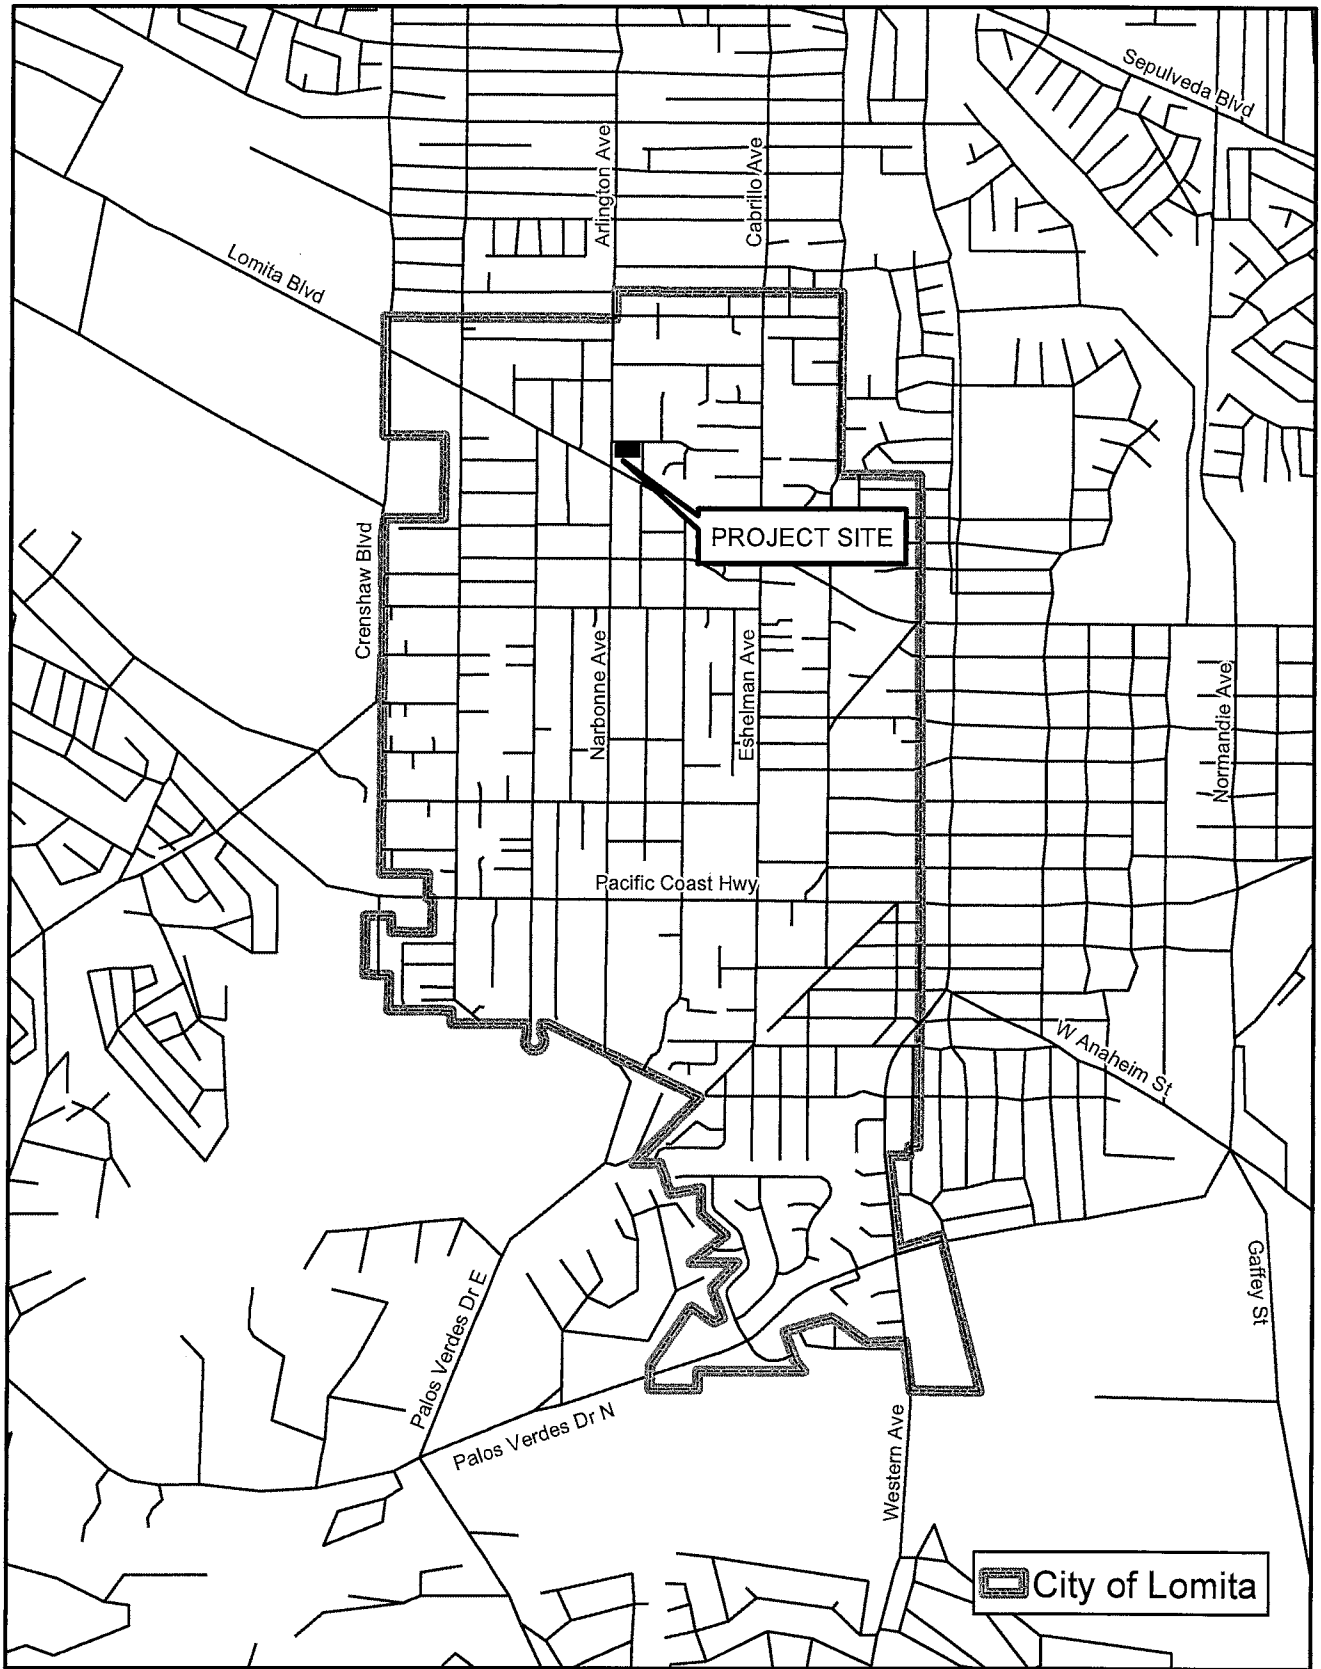 Sepulveda Blvd
Arlington Ave
Cabrillo Ave
Lomita Blvd
PROJECT SITE
Crenshaw Blvd
Narbonne Ave
Eshelman Ave
Normandie Ave
Pacific Coast Hwy
W Anaheim St
Palos Verdes Dr E
Gaffey St
Palos Verdes Dr N
Western Ave
City of Lomita